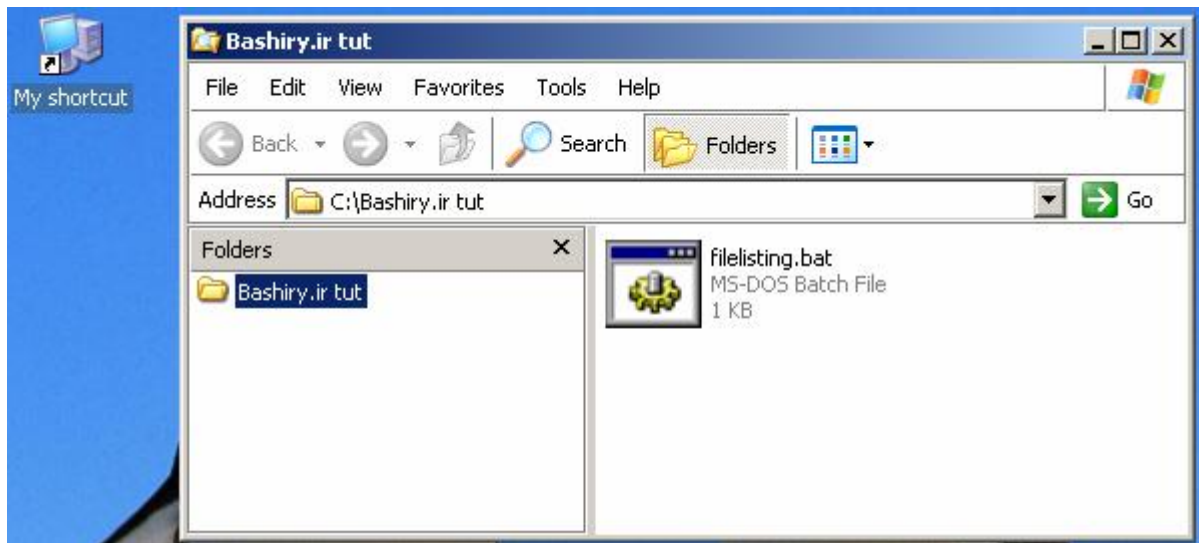 My shortcut
Bashiry.ir tut
File Edit View Favorites Tools Help
Back Search Folders
Address C:\Bashiry.ir tut Go
Folders
Bashiry.ir tut
filelisting.bat
MS-DOS Batch File
1 KB